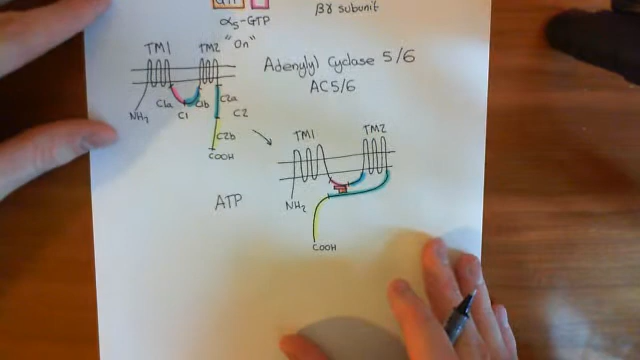 βγ subunit
αs-GTP
"On"
TM1 TM2
Adenylyl Cyclase 5/6
AC5/6
C1a C1b C2a
NH2 C1 C2
C2b
COOH
TM1 TM2
ATP
NH2
COOH